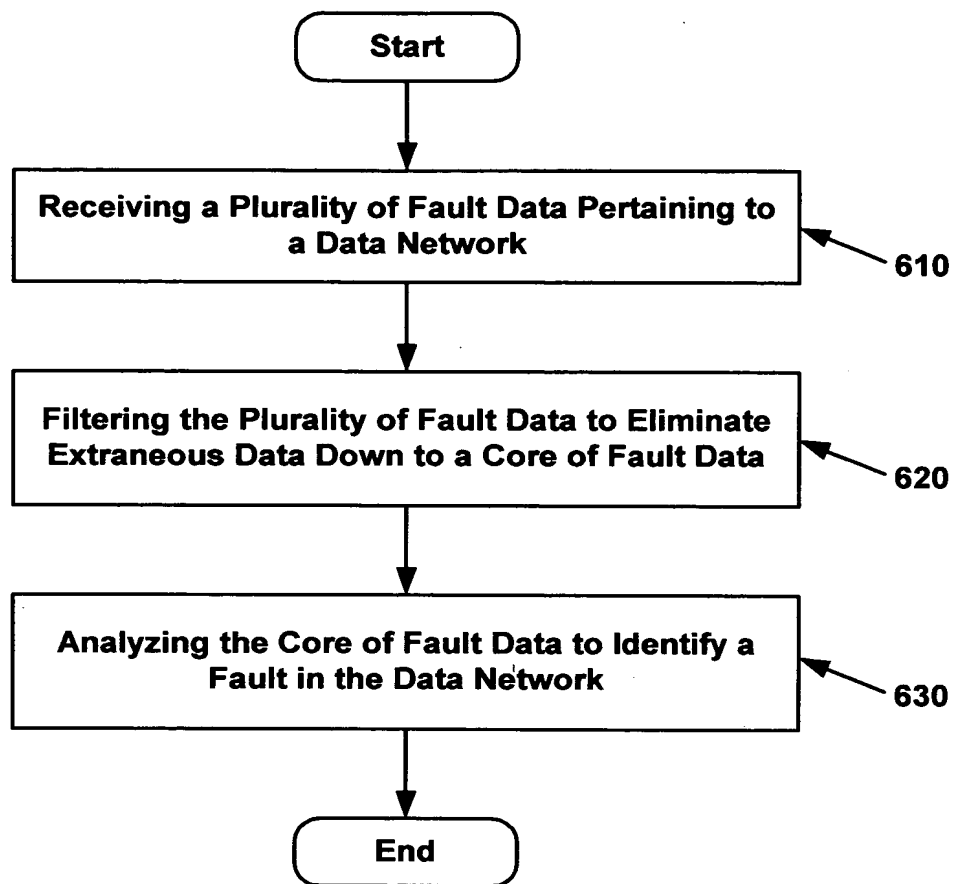 Start
Receiving a Plurality of Fault Data Pertaining to
a Data Network
610
Filtering the Plurality of Fault Data to Eliminate
Extraneous Data Down to a Core of Fault Data
620
Analyzing the Core of Fault Data to Identify a
Fault in the Data Network
630
End